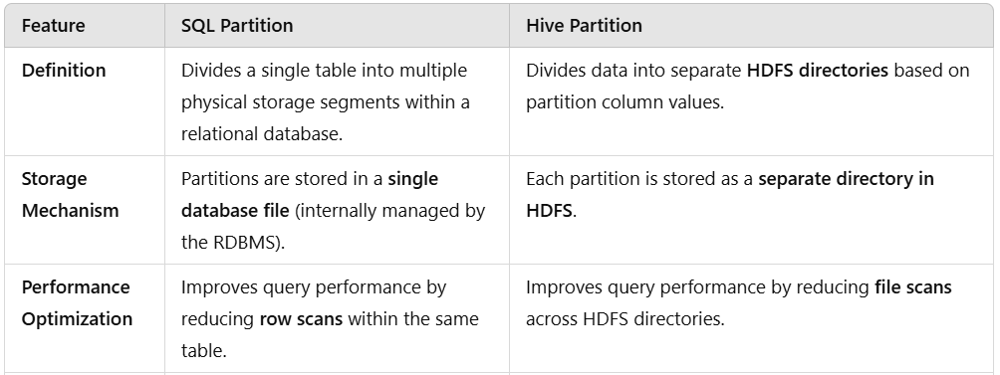 Feature SQL Partition Hive Partition
Definition
Divides a single table into multiple
physical storage segments within a
relational database.
Divides data into separate HDFS directories based on
partition column values.
Storage
Mechanism
Partitions are stored in a single
database file (internally managed by
the RDBMS).
Each partition is stored as a separate directory in
HDFS.
Performance
Optimization
Improves query performance by
reducing row scans within the same
table.
Improves query performance by reducing file scans
across HDFS directories.